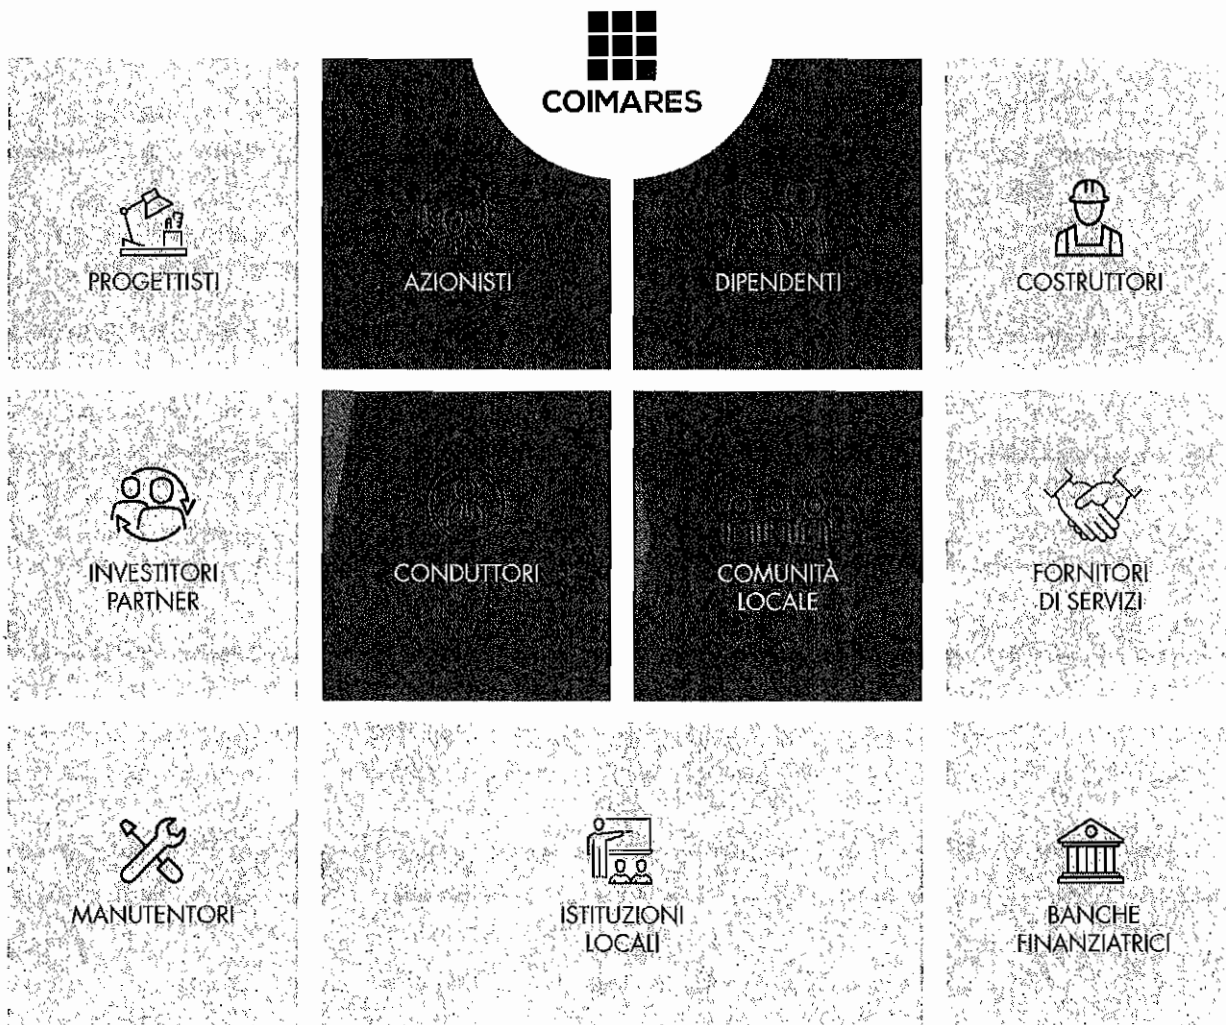 COIMARES
PROGETTISTI
AZIONISTI
DIPENDENTI
COSTRUTTORI
INVESTITORI
PARTNER
CONDUTTORI
COMUNITÀ
LOCALE
FORNITORI
DI SERVIZI
MANUTENTORI
ISTITUZIONI
LOCALI
BANCHE
FINANZIATRICI